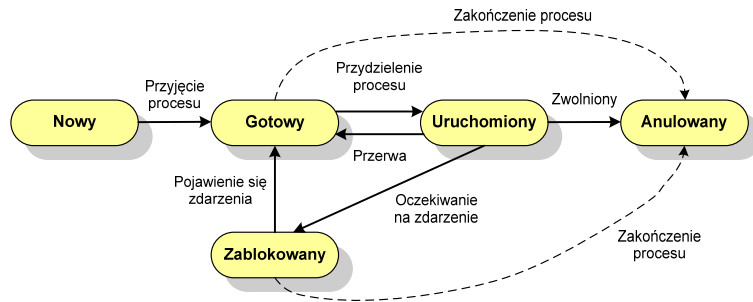 Zakończenie procesu
Przyjęcie
procesu
Przydzielenie
procesu
Zwolniony
Nowy
Gotowy
Uruchomiony
Anulowany
Przerwa
Pojawienie się
zdarzenia
Oczekiwanie
na zdarzenie
Zablokowany
Zakończenie
procesu